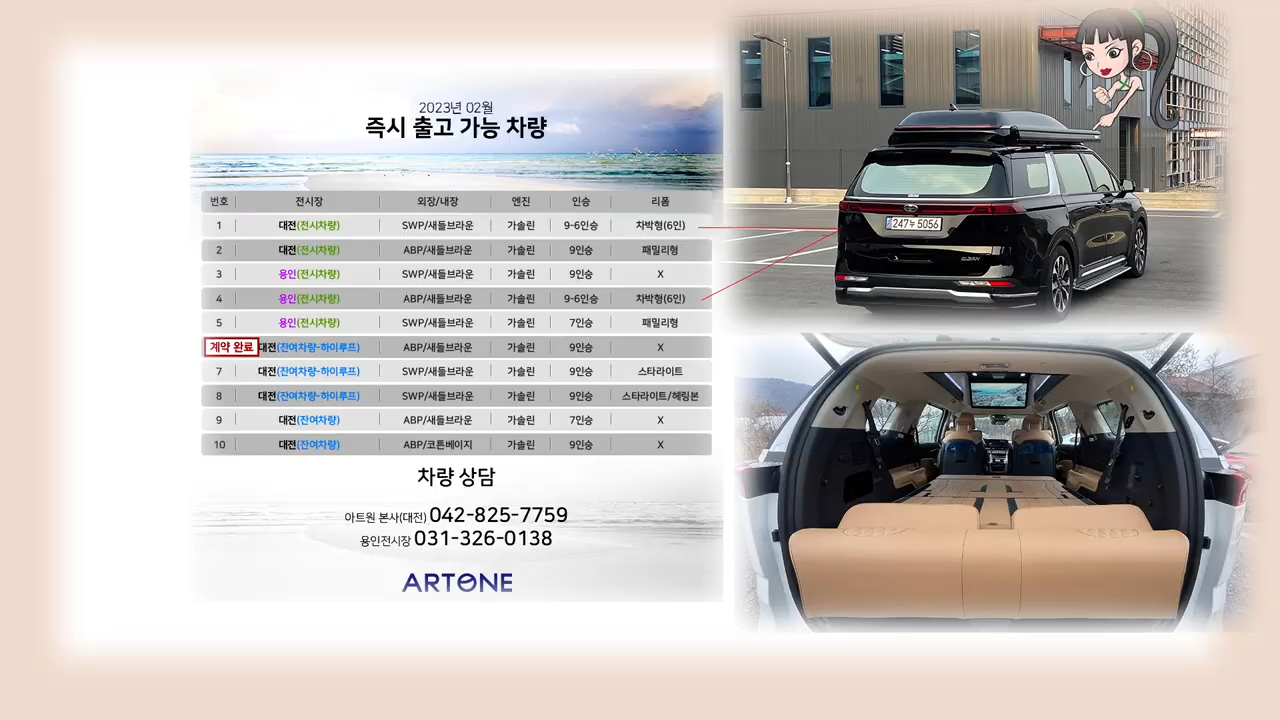 2023년 02월
즉시 출고 가능 차량
번호 전시장 외장/내장 엔진 인승 리폼
대전(전시차량) SWP/새들브라운 가솔린 9-6인승 차박형(6인)
2 대전(전시차량) ABP/새들브라운 가솔린 9인승 패밀리형
3 용인(전시차량) SWP/새들브라운 가솔린 9인승 X
4 용인(전시차량) ABP/새들브라운 가솔린 9-6인승 차박형(6인)
5 용인(전시차량) SWP/새들브라운 가솔린 7인승 패밀리형
계약 완료 대전(잔여차량-하이루프) ABP/새들브라운 가솔린 9인승 X
7 대전(잔여차량-하이루프) SWP/새들브라운 가솔린 9인승 스타라이트
8 대전(잔여차량-하이루프) SWP/새들브라운 가솔린 9인승 스타라이트/헤링본
9 대전(잔여차량) ABP/새들브라운 가솔린 7인승 X
10 대전(잔여차량) ABP/코튼베이지 가솔린 9인승 X
차량 상담
아트원 본사(대전) 042-825-7759
용인전시장 031-326-0138
ARTONE
247누 5056